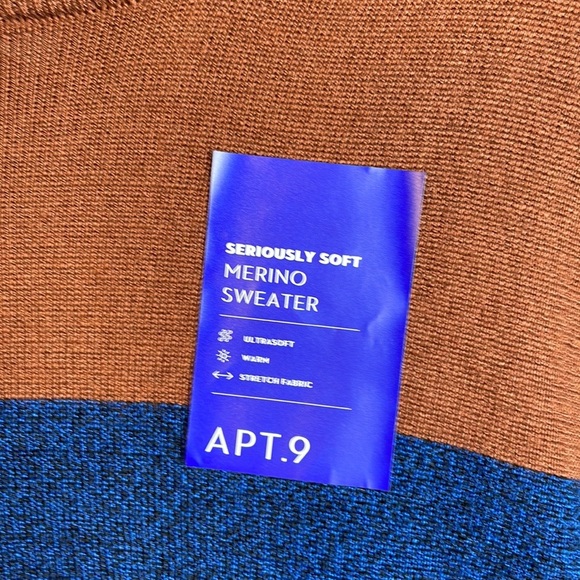 SERIOUSLY SOFT
MERINO
SWEATER
ULTRASOFT
WARM
STRETCH FABRIC
APT.9